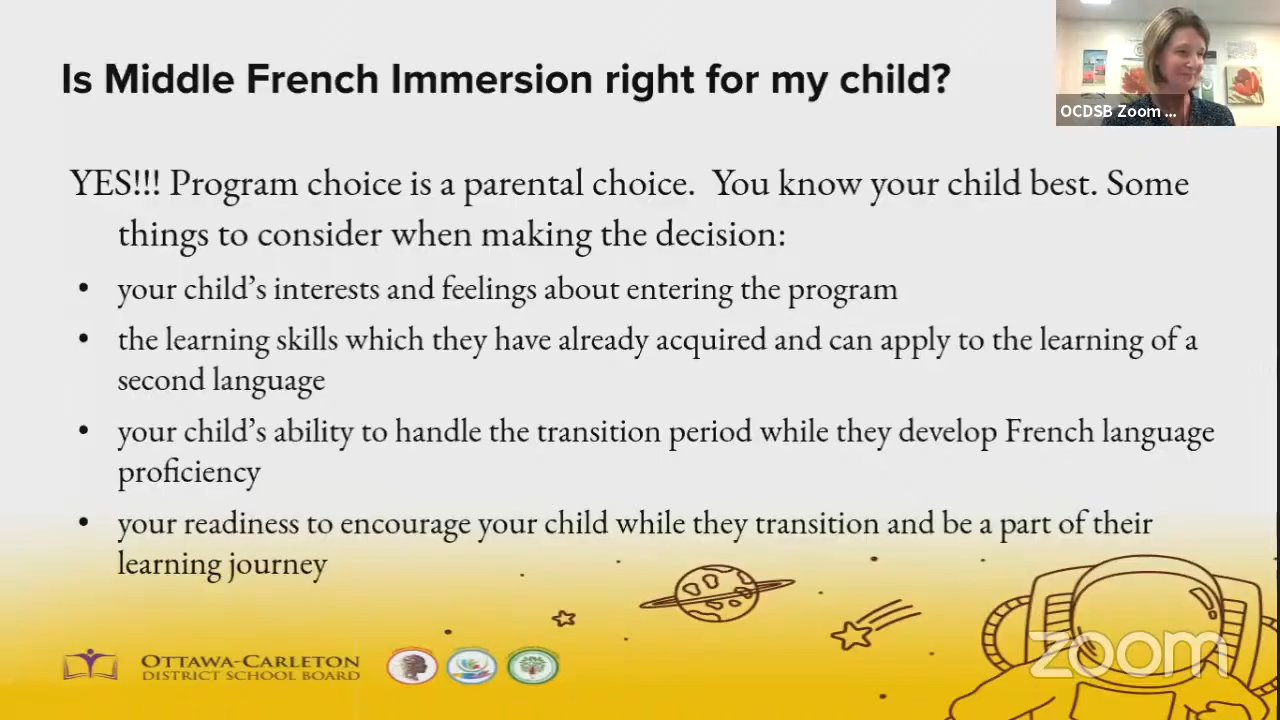 Is Middle French Immersion right for my child?
OCDSB Zoom ...
YES!!! Program choice is a parental choice. You know your child best. Some
things to consider when making the decision:
• your child's interests and feelings about entering the program
• the learning skills which they have already acquired and can apply to the learning of a
second language
• your child's ability to handle the transition period while they develop French language
proficiency
• your readiness to encourage your child while they transition and be a part of their
learning journey
OTTAWA-CARLETON
DISTRICT SCHOOL BOARD
zoom